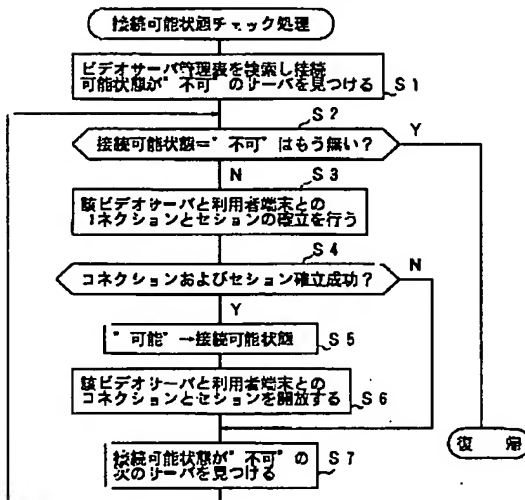 接続可能状態チェック処理
ビデオサーバ管理表を検索し接続
可能状態が"不可"のサーバを見つける
S1
S2
接続可能状態="不可"はもう無い?
Y
N
S3
該ビデオサーバと利用者端末との
コネクションとセションの確立を行う
S4
コネクションおよびセション確立成功?
N
Y
"可能"→接続可能状態
S5
該ビデオサーバと利用者端末との
コネクションとセションを開放する
S6
復 帰
接続可能状態が"不可"の
次のサーバを見つける
S7